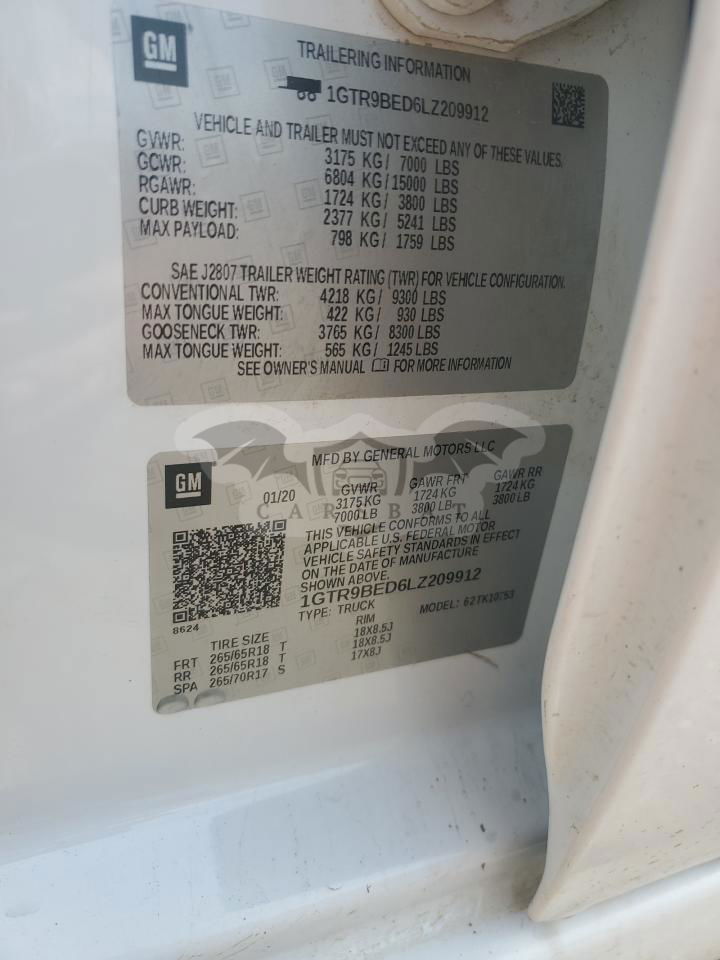 GM
TRAILERING INFORMATION
1GTR9BED6LZ209912
VEHICLE AND TRAILER MUST NOT EXCEED ANY OF THESE VALUES.
GVWR: 3175 KG/ 7000 LBS
GCWR: 6804 KG/15000 LBS
RGAWR: 1724 KG/ 3800 LBS
CURB WEIGHT: 2377 KG/ 5241 LBS
MAX PAYLOAD: 798 KG/ 1759 LBS
SAE J2807 TRAILER WEIGHT RATING (TWR) FOR VEHICLE CONFIGURATION.
CONVENTIONAL TWR: 4218 KG/ 9300 LBS
MAX TONGUE WEIGHT: 422 KG/ 930 LBS
GOOSENECK TWR: 3765 KG/ 8300 LBS
MAX TONGUE WEIGHT: 565 KG/ 1245 LBS
SEE OWNER'S MANUAL FOR MORE INFORMATION
GM
MFD BY GENERAL MOTORS LLC
01/20
GVWR GAWR FRT GAWR RR
3175 KG 1724 KG 1724 KG
7000 LB 3800 LB 3800 LB
CAR BAT
THIS VEHICLE CONFORMS TO ALL
APPLICABLE U.S. FEDERAL MOTOR
VEHICLE SAFETY STANDARDS IN EFFECT
ON THE DATE OF MANUFACTURE
SHOWN ABOVE.
1GTR9BED6LZ209912
TYPE: TRUCK MODEL: 62TK10753
8624
TIRE SIZE RIM
FRT 265/65R18 T 18X8.5J
RR 265/65R18 T 18X8.5J
SPA 265/70R17 S 17X8J